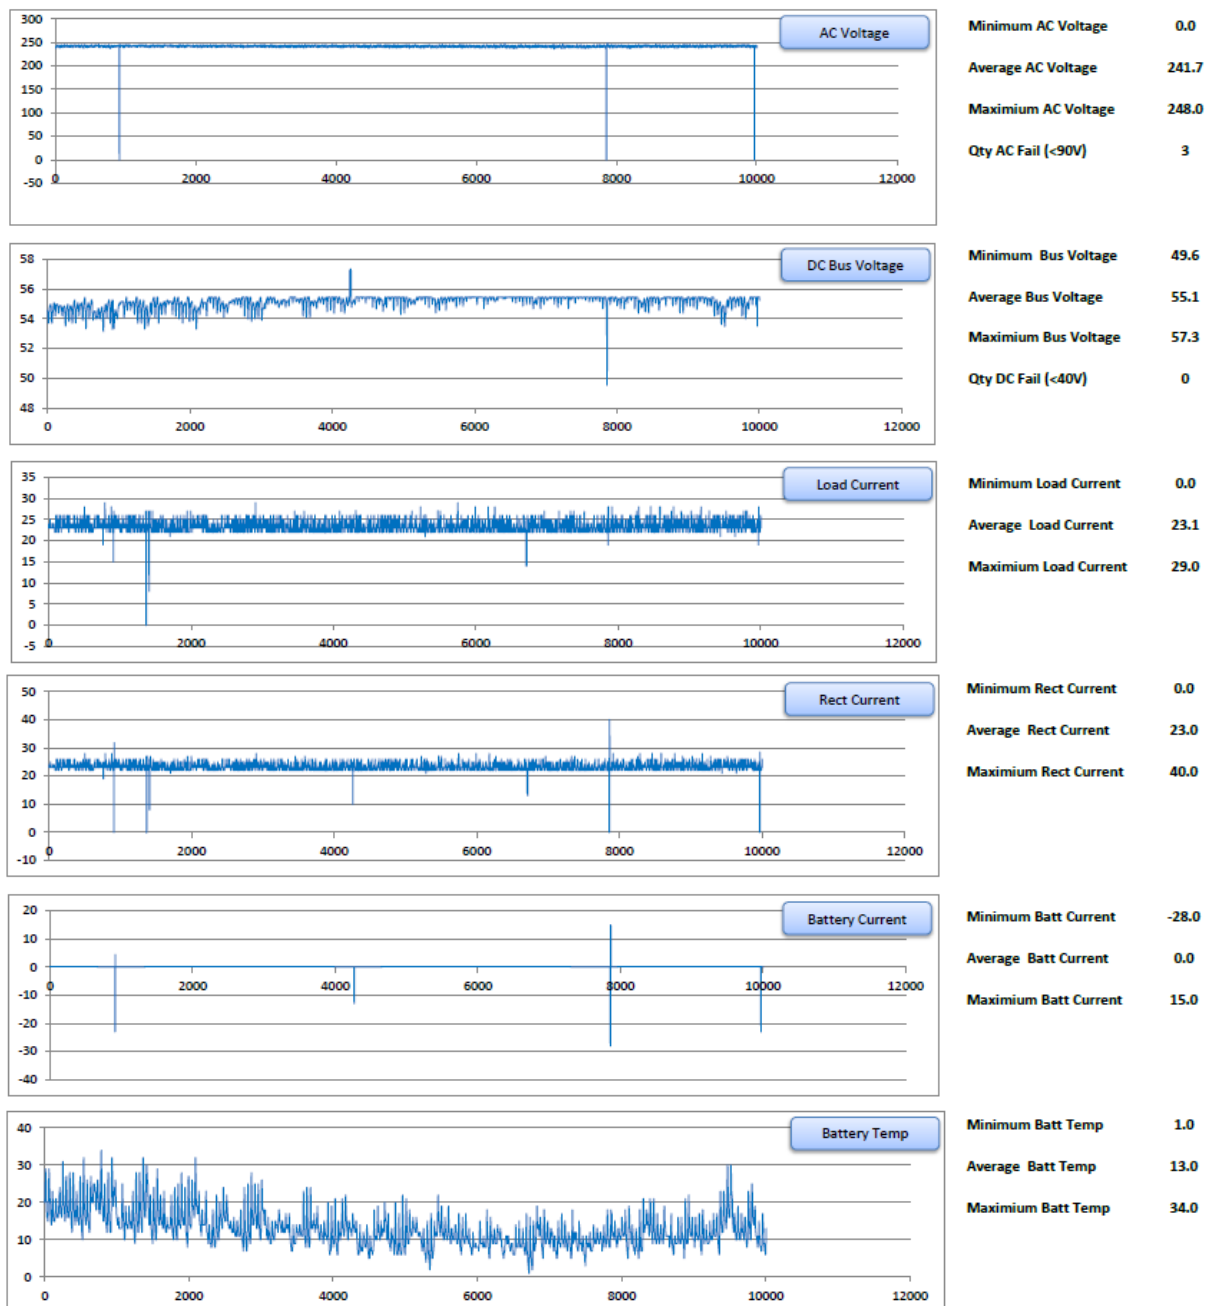 300
250
200
150
100
50
0
-50
0 2000 4000 6000 8000 10000 12000
AC Voltage
Minimum AC Voltage 0.0
Average AC Voltage 241.7
Maximium AC Voltage 248.0
Qty AC Fail (<90V) 3
58
56
54
52
50
48
0 2000 4000 6000 8000 10000 12000
DC Bus Voltage
Minimum Bus Voltage 49.6
Average Bus Voltage 55.1
Maximium Bus Voltage 57.3
Qty DC Fail (<40V) 0
35
30
25
20
15
10
5
0
-5
0 2000 4000 6000 8000 10000 12000
Load Current
Minimum Load Current 0.0
Average Load Current 23.1
Maximium Load Current 29.0
50
40
30
20
10
0
-10
0 2000 4000 6000 8000 10000 12000
Rect Current
Minimum Rect Current 0.0
Average Rect Current 23.0
Maximium Rect Current 40.0
20
10
0
-10
-20
-30
-40
0 2000 4000 6000 8000 10000 12000
Battery Current
Minimum Batt Current -28.0
Average Batt Current 0.0
Maximium Batt Current 15.0
40
30
20
10
0
0 2000 4000 6000 8000 10000 12000
Battery Temp
Minimum Batt Temp 1.0
Average Batt Temp 13.0
Maximum Batt Temp 34.0